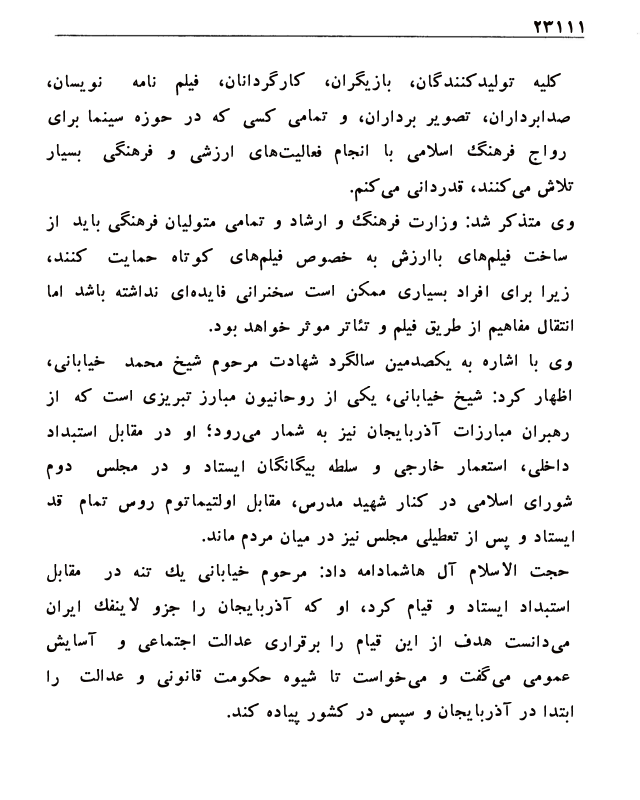 ۲۳۱۱۱
کلیه تولیدکنندگان، بازیگران، کارگردانان، فیلم نامه نویسان،
صدابرداران، تصویر برداران، و تمامی کسی که در حوزه سینما برای
رواج فرهنگ اسلامی با انجام فعالیت‌های ارزشی و فرهنگی بسیار
تلاش می‌کنند، قدردانی می‌کنم.
وی متذکر شد: وزارت فرهنگ و ارشاد و تمامی متولیان فرهنگی باید از
ساخت فیلم‌های باارزش به خصوص فیلم‌های کوتاه حمایت کنند،
زیرا برای افراد بسیاری ممکن است سخنرانی فایده‌ای نداشته باشد اما
انتقال مفاهیم از طریق فیلم و تئاتر موثر خواهد بود.
وی با اشاره به یکصدمین سالگرد شهادت مرحوم شیخ محمد خیابانی،
اظهار کرد: شیخ خیابانی، یکی از روحانیون مبارز تبریزی است که از
رهبران مبارزات آذربایجان نیز به شمار می‌رود؛ او در مقابل استبداد
داخلی، استعمار خارجی و سلطه بیگانگان ایستاد و در مجلس دوم
شورای اسلامی در کنار شهید مدرس، مقابل اولتیماتوم روس تمام قد
ایستاد و پس از تعطیلی مجلس نیز در میان مردم ماند.
حجت الاسلام آل هاشمادامه داد: مرحوم خیابانی یك تنه در مقابل
استبداد ایستاد و قیام کرد، او که آذربایجان را جزو لاینفك ایران
می‌دانست هدف از این قیام را برقراری عدالت اجتماعی و آسایش
عمومی می‌گفت و می‌خواست تا شیوه حکومت قانونی و عدالت را
ابتدا در آذربایجان و سپس در کشور پیاده کند.